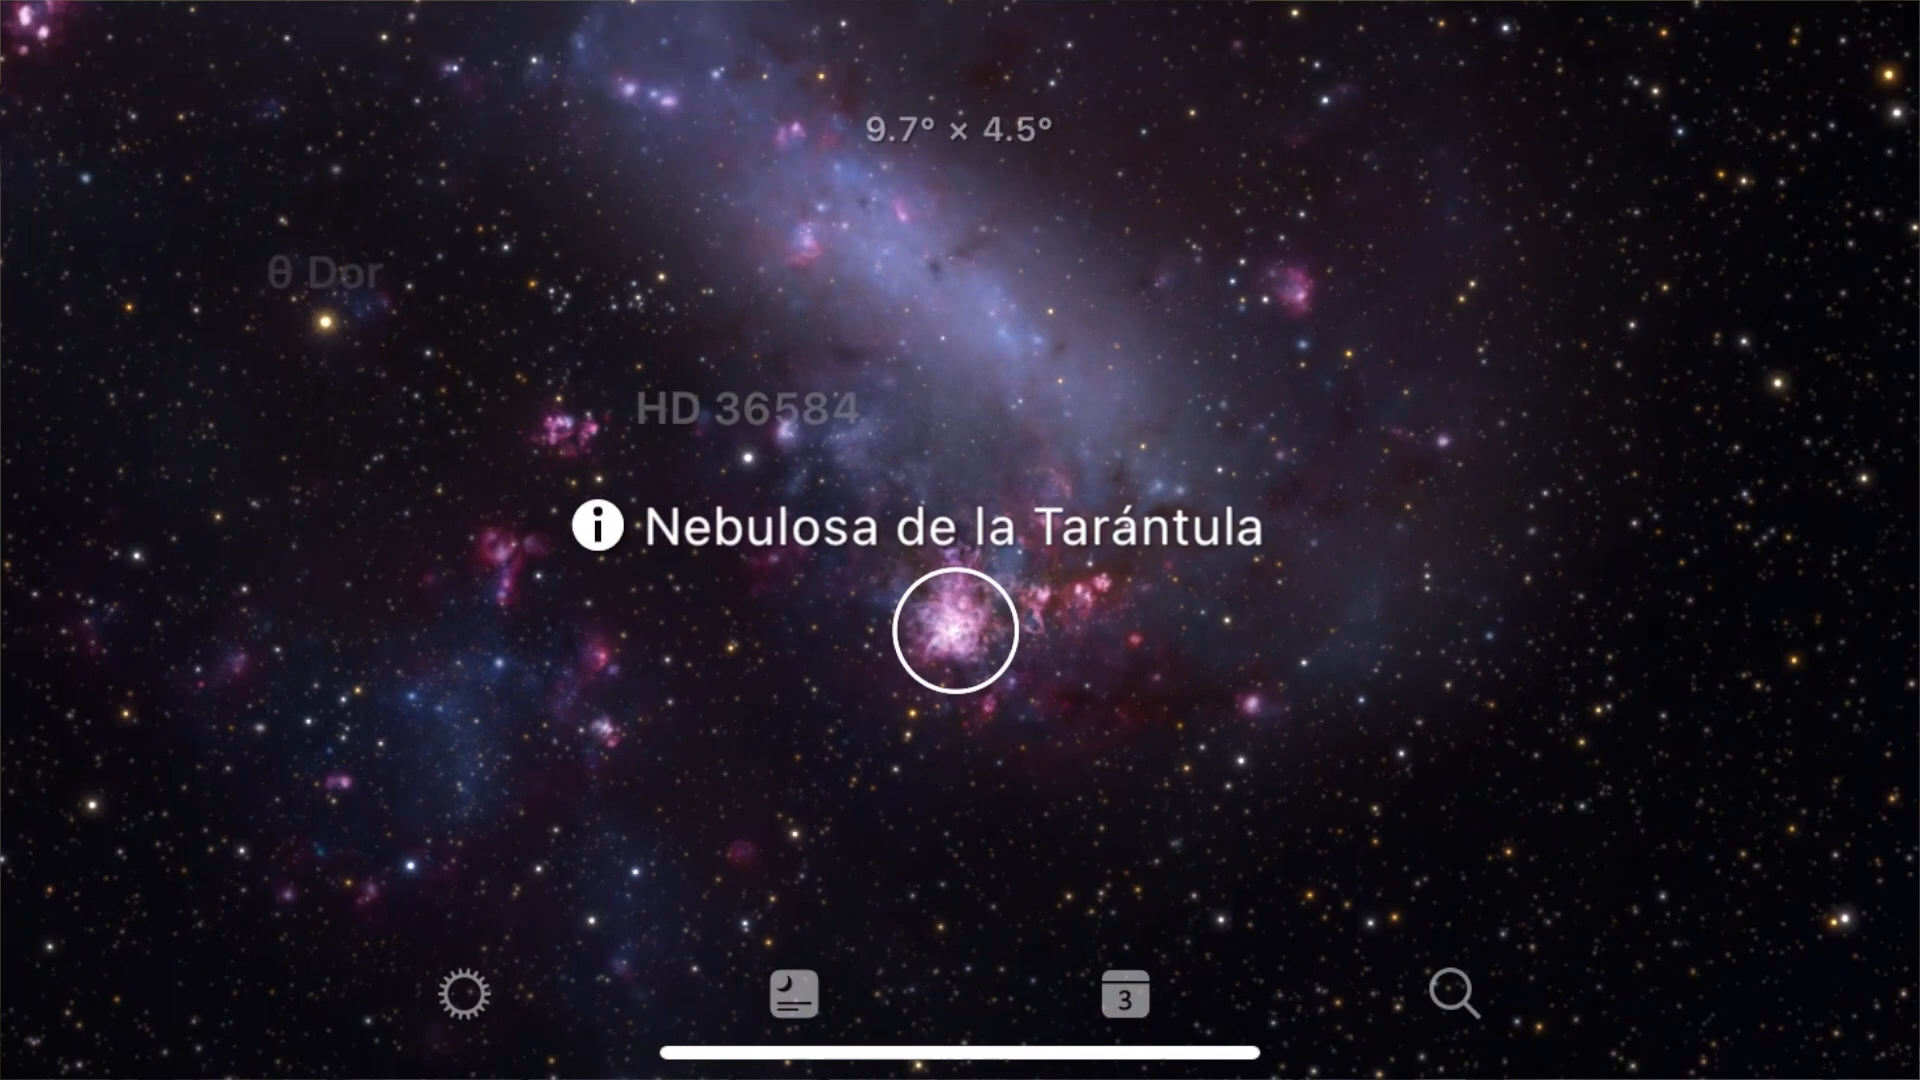 9.7° × 4.5°
θ Dor
HD 36584
i Nebulosa de la Tarántula
3